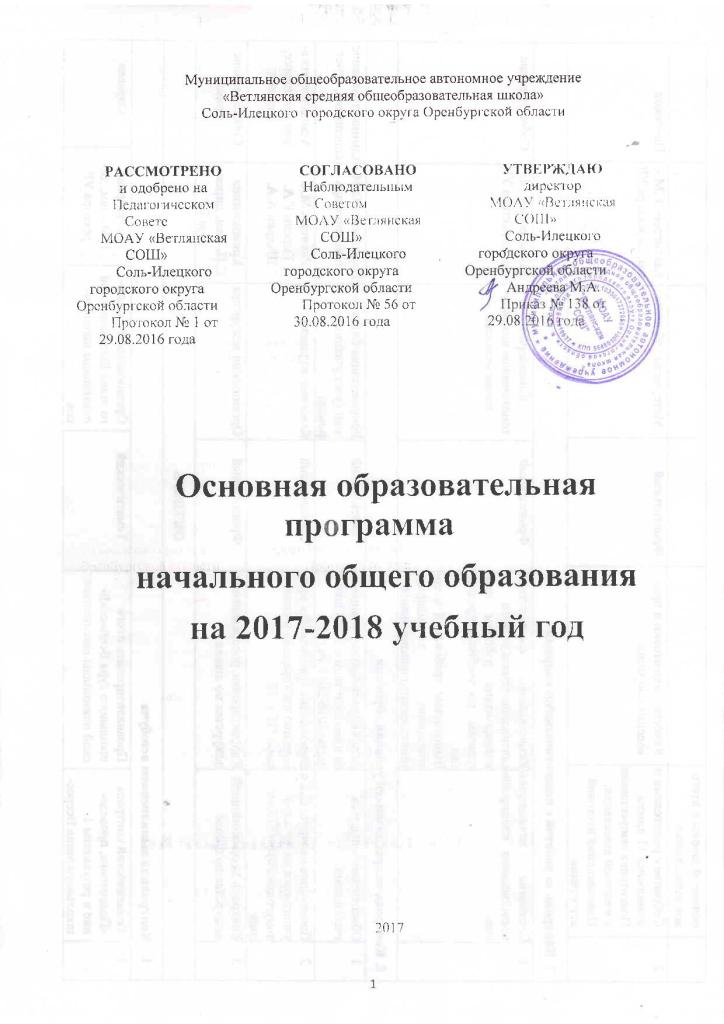 Муниципальное общеобразовательное автономное учреждение
«Ветлянская средняя общеобразовательная школа»
Соль-Илецкого городского округа Оренбургской области
РАССМОТРЕНО
и одобрено на
Педагогическом
Совете
МОАУ «Ветлянская
СОШ»
Соль-Илецкого
городского округа
Оренбургской области
Протокол № 1 от
29.08.2016 года
СОГЛАСОВАНО
Наблюдательным
Советом
МОАУ «Ветлянская
СОШ»
Соль-Илецкого
городского округа
Оренбургской области
Протокол № 56 от
30.08.2016 года
УТВЕРЖДАЮ
директор
МОАУ «Ветлянская
СОШ»
Соль-Илецкого
городского округа
Оренбургской области
Андреева М.А.
Приказ № 138 от
29.08.2016 года
Основная образовательная
программа
начального общего образования
на 2017-2018 учебный год
2017
1